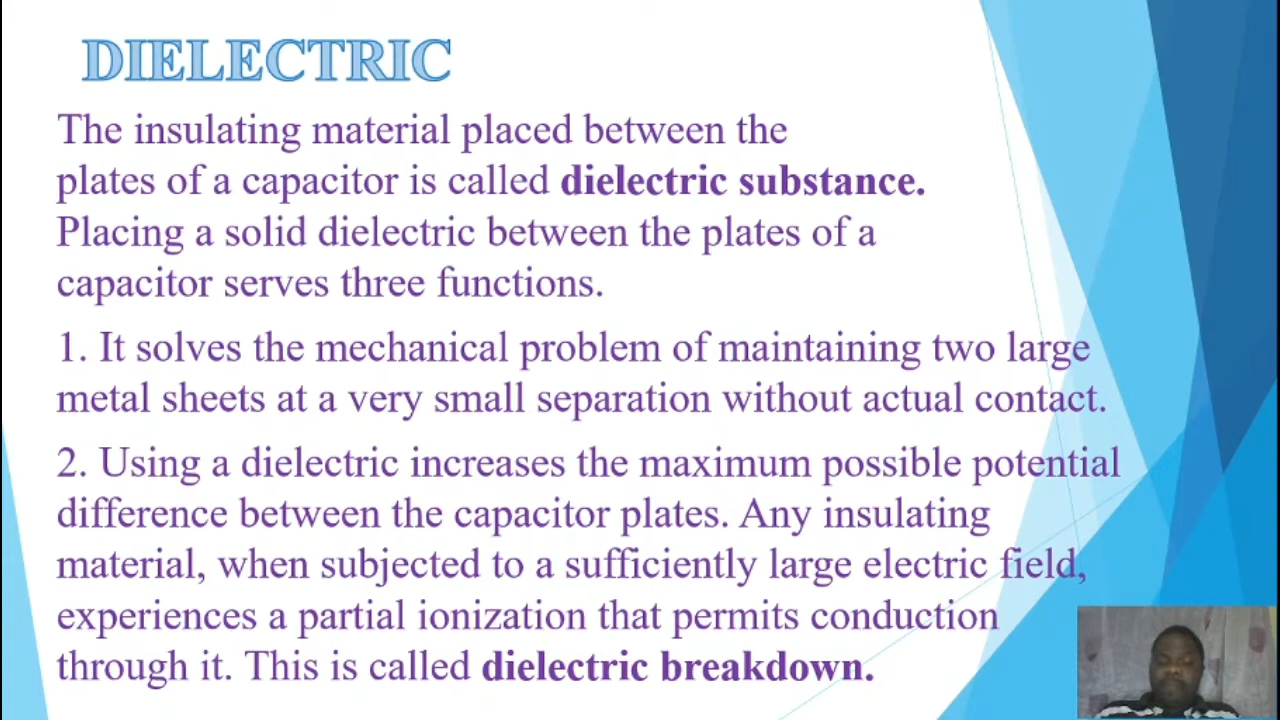 DIELECTRIC
The insulating material placed between the
plates of a capacitor is called dielectric substance.
Placing a solid dielectric between the plates of a
capacitor serves three functions.
1. It solves the mechanical problem of maintaining two large
metal sheets at a very small separation without actual contact.
2. Using a dielectric increases the maximum possible potential
difference between the capacitor plates. Any insulating
material, when subjected to a sufficiently large electric field,
experiences a partial ionization that permits conduction
through it. This is called dielectric breakdown.